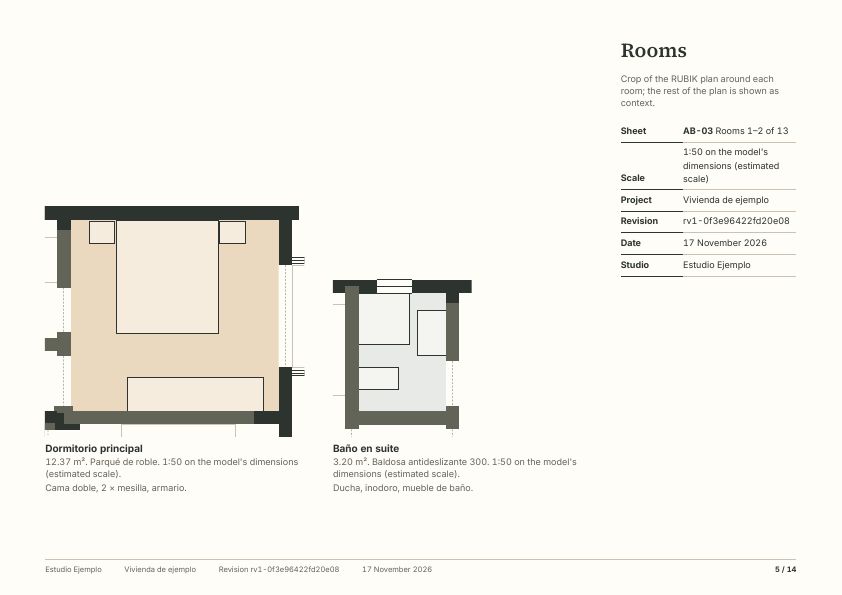 Rooms
Crop of the RUBIK plan around each
room; the rest of the plan is shown as
context.
Sheet AB-03 Rooms 1–2 of 13
Scale 1:50 on the model's
dimensions (estimated
scale)
Project Vivienda de ejemplo
Revision rv1-0f3e96422fd20e08
Date 17 November 2026
Studio Estudio Ejemplo
Dormitorio principal
12.37 m². Parqué de roble. 1:50 on the model's dimensions
(estimated scale).
Cama doble, 2 × mesilla, armario.
Baño en suite
3.20 m². Baldosa antideslizante 300. 1:50 on the model's
dimensions (estimated scale).
Ducha, inodoro, mueble de baño.
Estudio Ejemplo Vivienda de ejemplo Revision rv1-0f3e96422fd20e08 17 November 2026 5 / 14